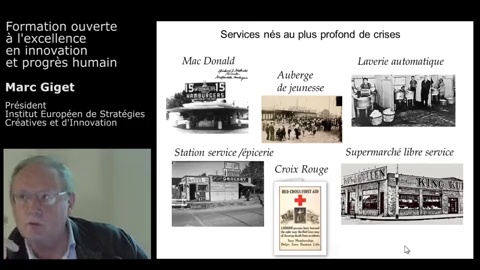 Formation ouverte
à l'excellence
en innovation
et progrès humain
Marc Giget
Président
Institut Européen de Stratégies
Créatives et d'Innovation
Services nés au plus profond de crises
Mac Donald
Auberge
de jeunesse
Laverie automatique
15
HAMBURGERS
15
Station service /épicerie
Croix Rouge
Supermarché libre service
GROCERY
RED CROSS FIRST AID
KING